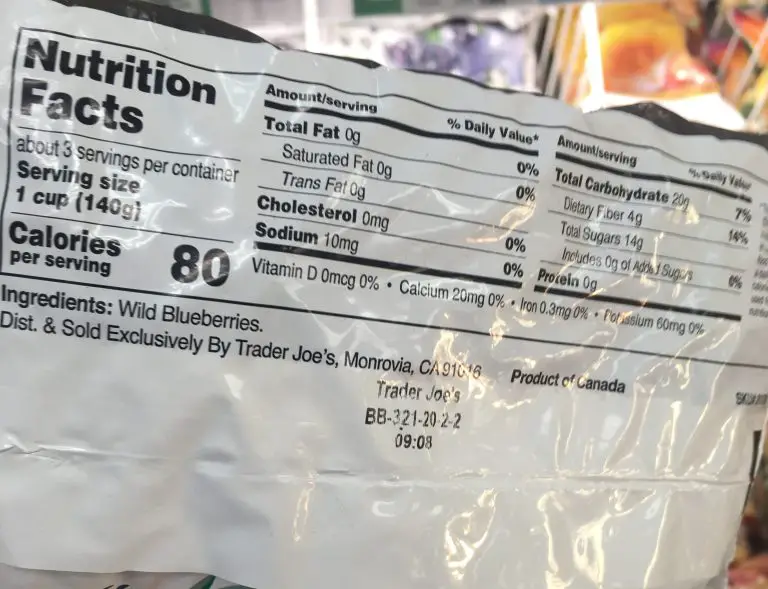 Nutrition
Facts
about 3 servings per container
Serving size
1 cup (140g)
Calories
per serving
80
Amount/serving
% Daily Value*
Total Fat 0g
0%
Saturated Fat 0g
0%
Trans Fat 0g
Cholesterol 0mg
0%
Sodium 10mg
0%
Amount/serving
% Daily Value
Total Carbohydrate 20g
7%
Dietary Fiber 4g
14%
Total Sugars 14g
Includes 0g of Added Sugars
0%
Protein 0g
Vitamin D 0mcg 0% • Calcium 20mg 0% • Iron 0.3mg 0% • Potassium 60mg 0%
Ingredients: Wild Blueberries.
Dist. & Sold Exclusively By Trader Joe's, Monrovia, CA 91016
Product of Canada
Trader Joe's
BB-321-20-2-2
09:08